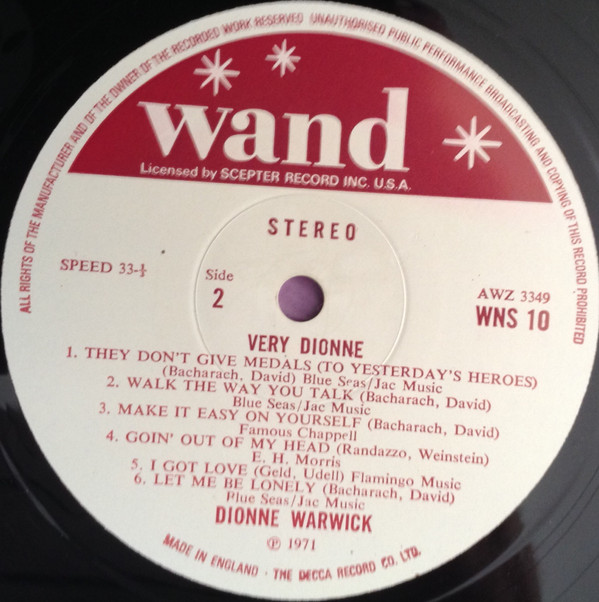 ALL RIGHTS OF THE MANUFACTURER AND OF THE OWNER OF THE RECORDED WORK RESERVED UNAUTHORISED PUBLIC PERFORMANCE BROADCASTING AND COPYING OF THIS RECORD PROHIBITED
wand
Licensed by SCEPTER RECORD INC. U.S.A.
STEREO
SPEED 33-⅓
Side
2
AWZ 3349
WNS 10
VERY DIONNE
1. THEY DON'T GIVE MEDALS (TO YESTERDAY'S HEROES)
(Bacharach, David) Blue Seas/Jac Music
2. WALK THE WAY YOU TALK (Bacharach, David)
Blue Seas/Jac Music
3. MAKE IT EASY ON YOURSELF (Bacharach, David)
Famous Chappell
4. GOIN' OUT OF MY HEAD (Randazzo, Weinstein)
E. H. Morris
5. I GOT LOVE (Geld, Udell) Flamingo Music
6. LET ME BE LONELY (Bacharach, David)
Blue Seas/Jac Music
DIONNE WARWICK
℗ 1971
MADE IN ENGLAND · THE DECCA RECORD CO. LTD.